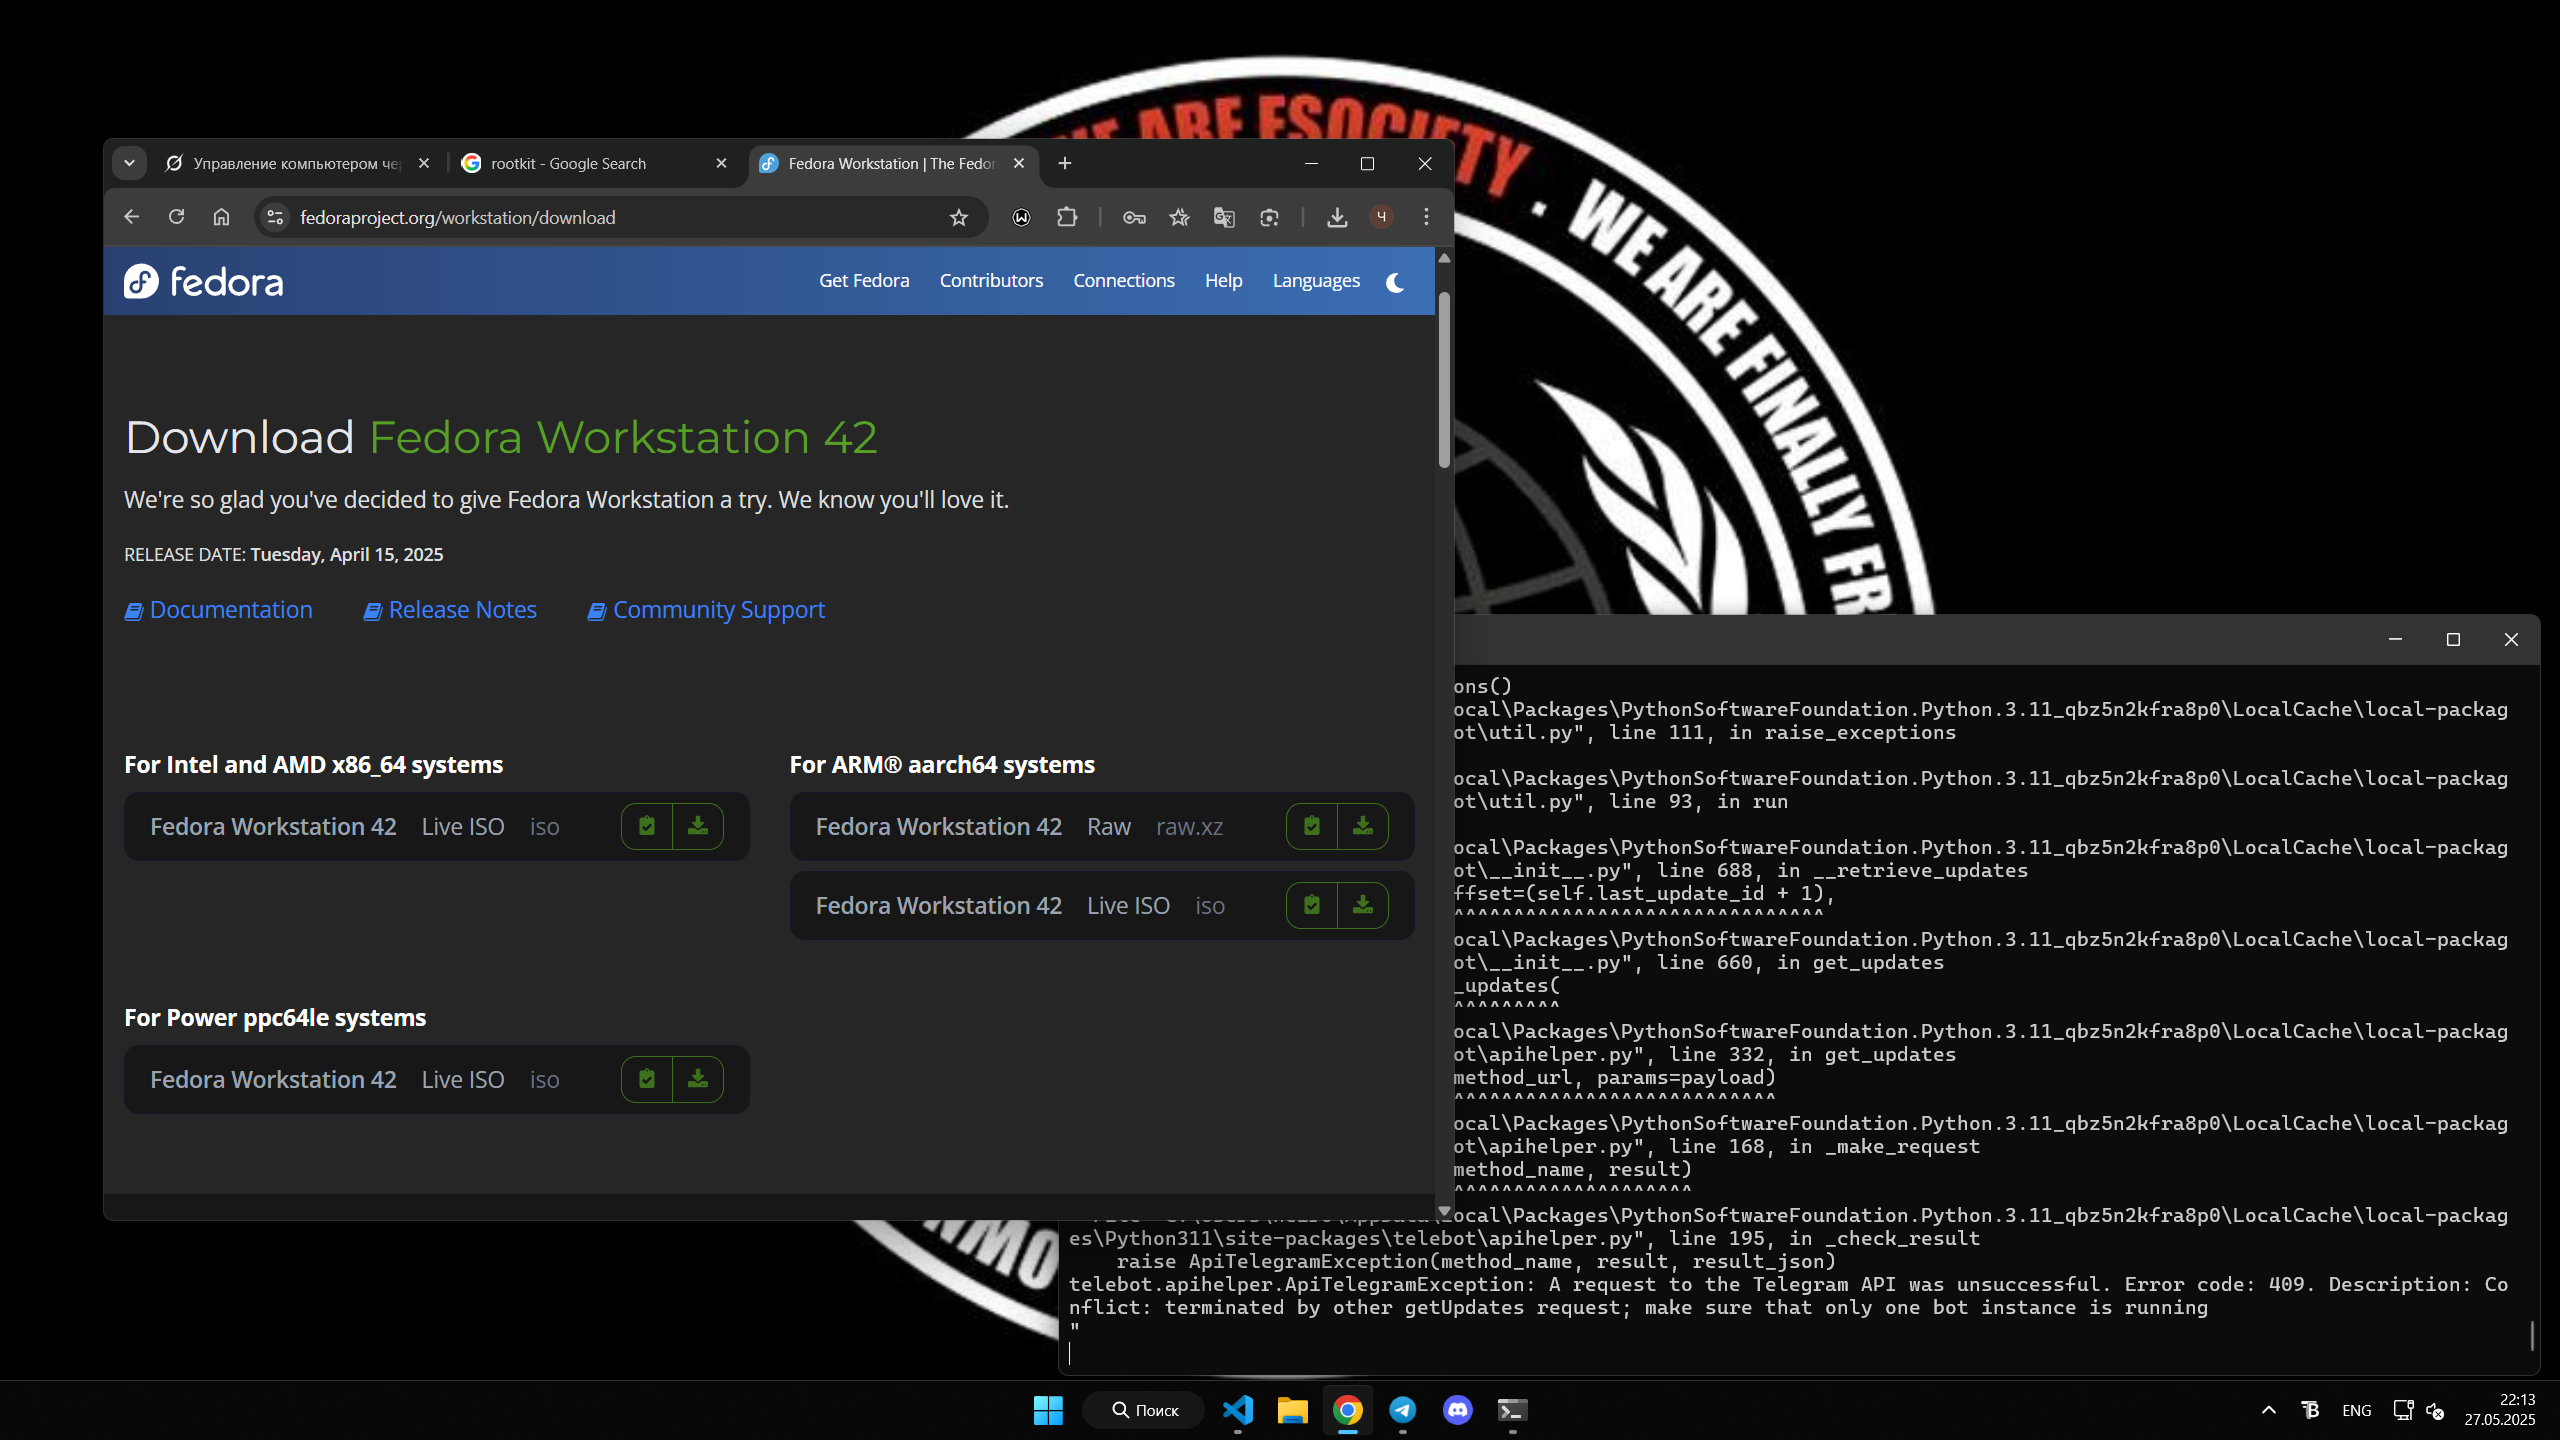 WE ARE FSOCIETY . WE ARE FINALLY FR
Управление компьютером чер
rootkit - Google Search
Fedora Workstation | The Fedor
fedoraproject.org/workstation/download
Ч
fedora
Get Fedora
Contributors
Connections
Help
Languages
Download Fedora Workstation 42
We're so glad you've decided to give Fedora Workstation a try. We know you'll love it.
RELEASE DATE: Tuesday, April 15, 2025
Documentation
Release Notes
Community Support
For Intel and AMD x86_64 systems
Fedora Workstation 42 Live ISO iso
For ARM® aarch64 systems
Fedora Workstation 42 Raw raw.xz
Fedora Workstation 42 Live ISO iso
For Power ppc64le systems
Fedora Workstation 42 Live ISO iso
ons()
ocal\Packages\PythonSoftwareFoundation.Python.3.11_qbz5n2kfra8p0\LocalCache\local-packag
ot\util.py", line 111, in raise_exceptions
ocal\Packages\PythonSoftwareFoundation.Python.3.11_qbz5n2kfra8p0\LocalCache\local-packag
ot\util.py", line 93, in run
ocal\Packages\PythonSoftwareFoundation.Python.3.11_qbz5n2kfra8p0\LocalCache\local-packag
ot\__init__.py", line 688, in __retrieve_updates
ffset=(self.last_update_id + 1),
^^^^^^^^^^^^^^^^^^^^^^^^^^^^^^^
ocal\Packages\PythonSoftwareFoundation.Python.3.11_qbz5n2kfra8p0\LocalCache\local-packag
ot\__init__.py", line 660, in get_updates
_updates(
^^^^^^^^^
ocal\Packages\PythonSoftwareFoundation.Python.3.11_qbz5n2kfra8p0\LocalCache\local-packag
ot\apihelper.py", line 332, in get_updates
method_url, params=payload)
^^^^^^^^^^^^^^^^^^^^^^^^^^^
ocal\Packages\PythonSoftwareFoundation.Python.3.11_qbz5n2kfra8p0\LocalCache\local-packag
ot\apihelper.py", line 168, in _make_request
method_name, result)
^^^^^^^^^^^^^^^^^^^^
ocal\Packages\PythonSoftwareFoundation.Python.3.11_qbz5n2kfra8p0\LocalCache\local-packag
es\Python311\site-packages\telebot\apihelper.py", line 195, in _check_result
raise ApiTelegramException(method_name, result, result_json)
telebot.apihelper.ApiTelegramException: A request to the Telegram API was unsuccessful. Error code: 409. Description: Co
nflict: terminated by other getUpdates request; make sure that only one bot instance is running
"
Поиск
ENG
22:13
27.05.2025